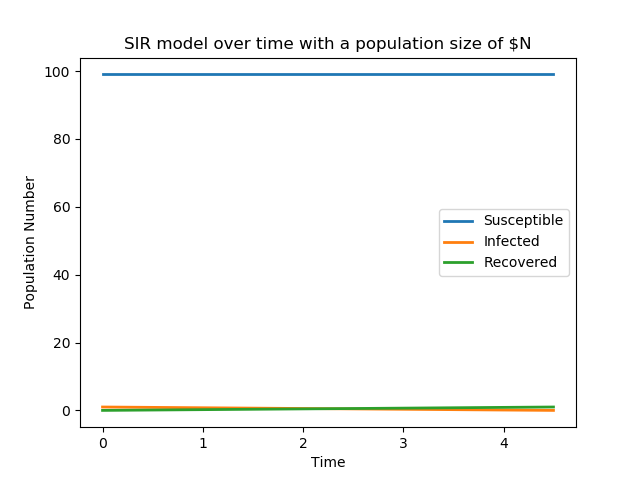 SIR model over time with a population size of $N
100
80
60
40
20
0
Population Number
Susceptible
Infected
Recovered
0 1 2 3 4
Time